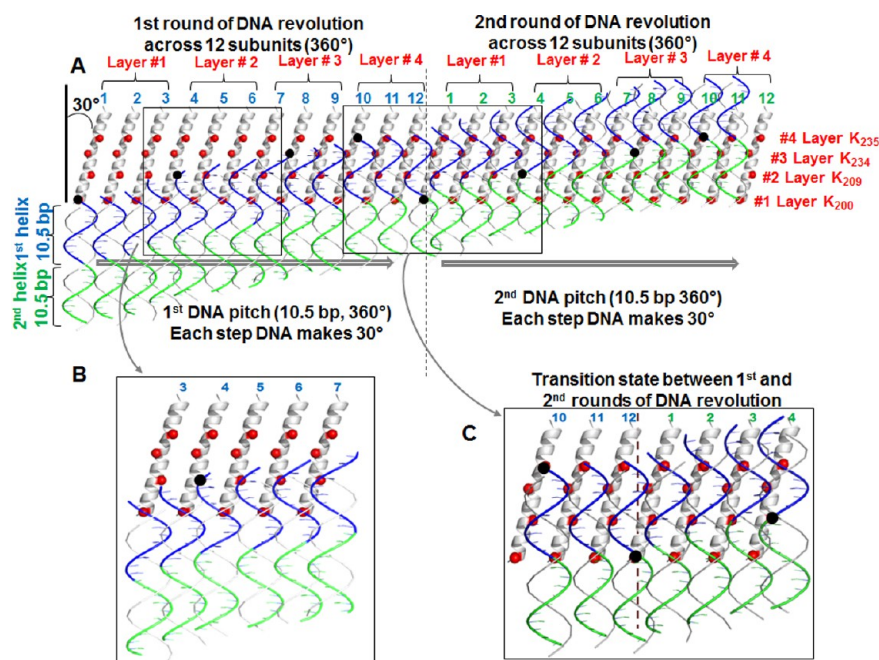 1st round of DNA revolution
across 12 subunits (360°)
2nd round of DNA revolution
across 12 subunits (360°)
A
Layer #1 Layer # 2 Layer # 3 Layer # 4 Layer #1 Layer # 2 Layer # 3 Layer # 4
30°
1 2 3 4 5 6 7 8 9 10 11 12 1 2 3 4 5 6 7 8 9 10 11 12
#4 Layer K235
#3 Layer K234
#2 Layer K209
#1 Layer K200
1st helix
10.5 bp
2nd helix
10.5 bp
1st DNA pitch (10.5 bp, 360°)
Each step DNA makes 30°
2nd DNA pitch (10.5 bp 360°)
Each step DNA makes 30°
B
3 4 5 6 7
Transition state between 1st and
2nd rounds of DNA revolution
C
10 11 12 1 2 3 4